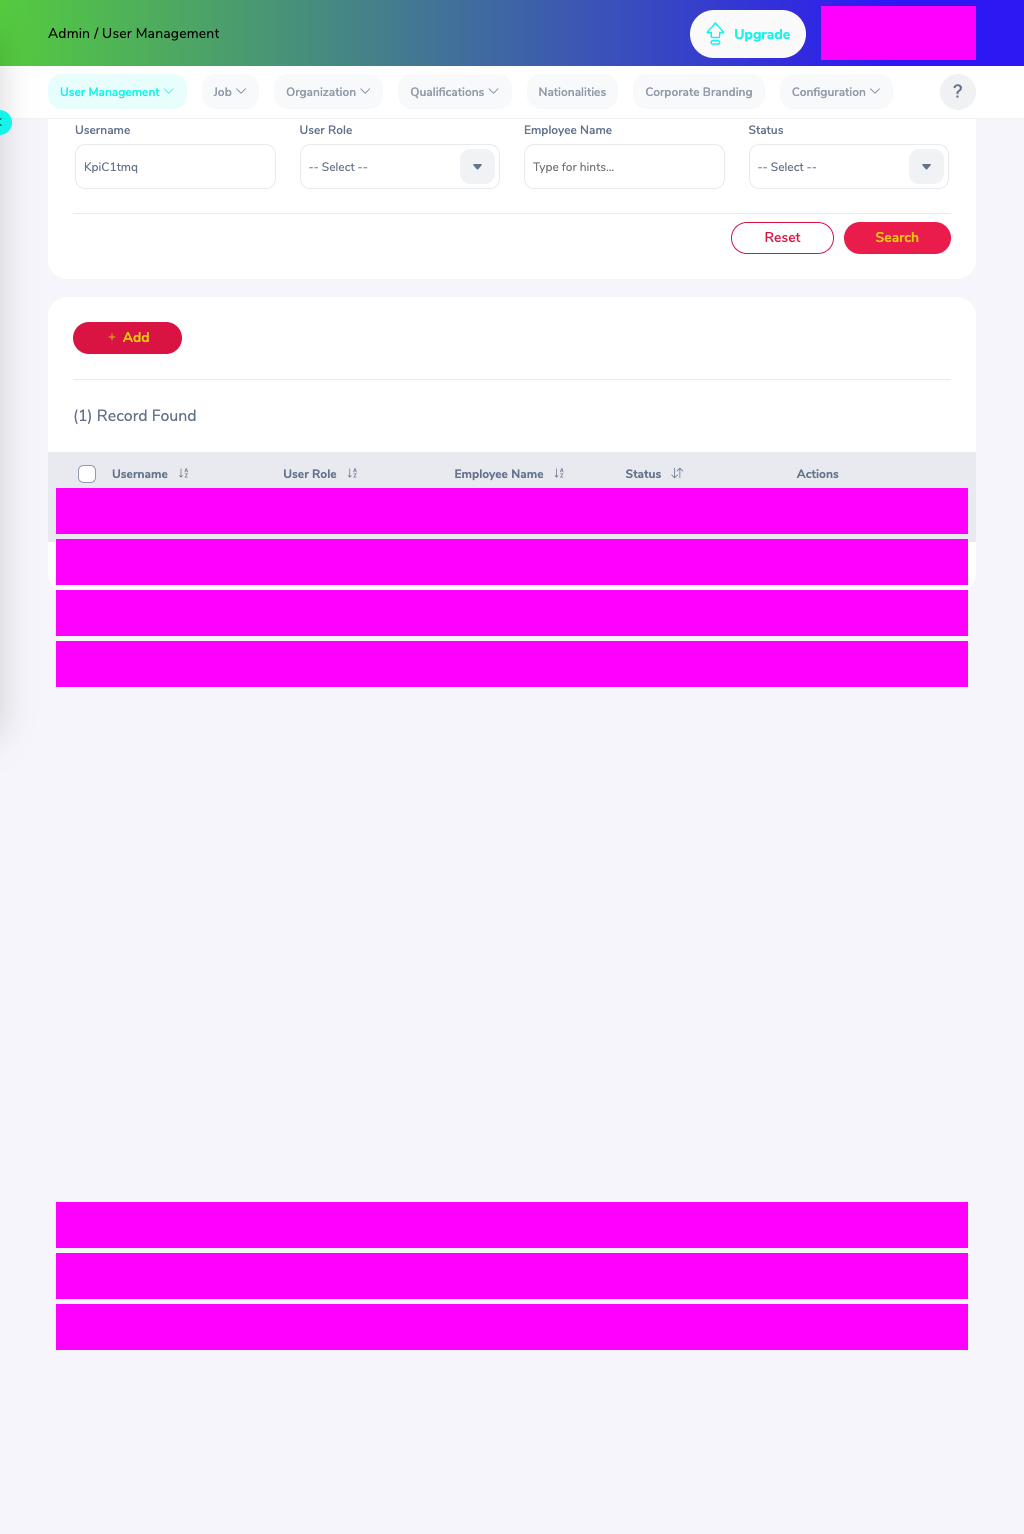 Admin / User Management
Upgrade
User Management
Job
Organization
Qualifications
Nationalities
Corporate Branding
Configuration
?
Username
User Role
Employee Name
Status
KpiC1tmq
-- Select --
Type for hints...
-- Select --
Reset
Search
+ Add
(1) Record Found
Username
User Role
Employee Name
Status
Actions